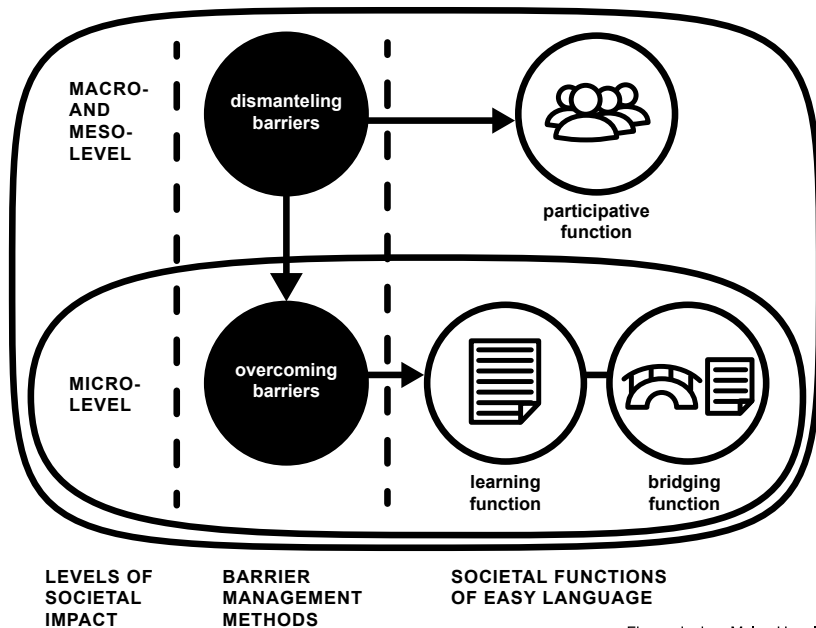 MACRO-
AND
MESO-
LEVEL
dismanteling
barriers
participative
function
MICRO-
LEVEL
overcoming
barriers
learning
function
bridging
function
LEVELS OF
SOCIETAL
IMPACT
BARRIER
MANAGEMENT
METHODS
SOCIETAL FUNCTIONS
OF EASY LANGUAGE